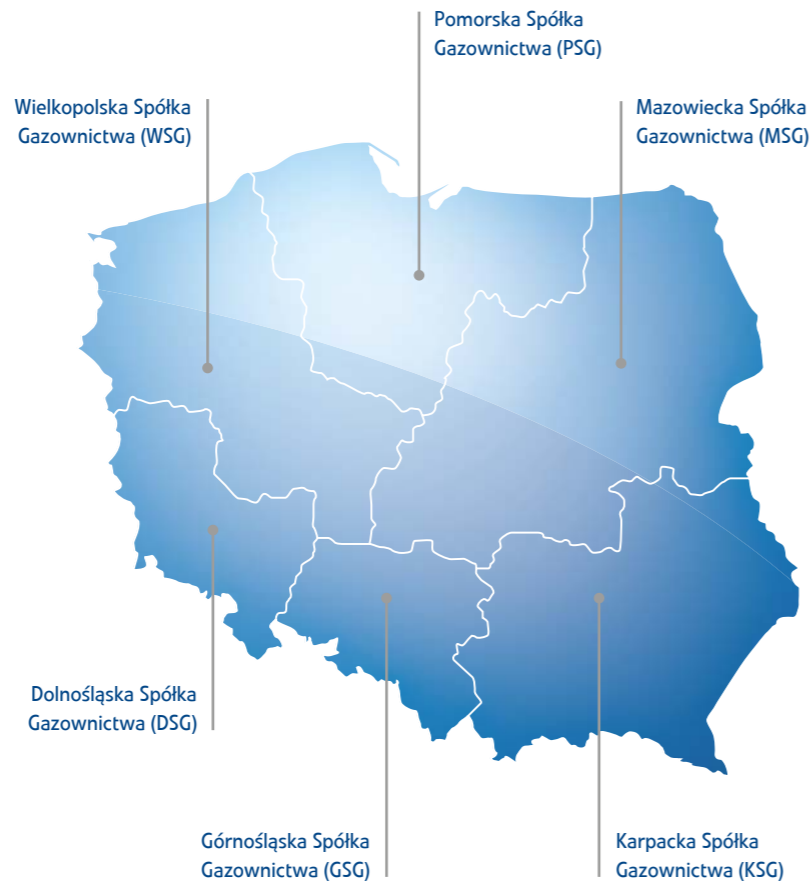 Pomorska Spółka
Gazownictwa (PSG)
Wielkopolska Spółka
Gazownictwa (WSG)
Mazowiecka Spółka
Gazownictwa (MSG)
Dolnośląska Spółka
Gazownictwa (DSG)
Górnośląska Spółka
Gazownictwa (GSG)
Karpacka Spółka
Gazownictwa (KSG)